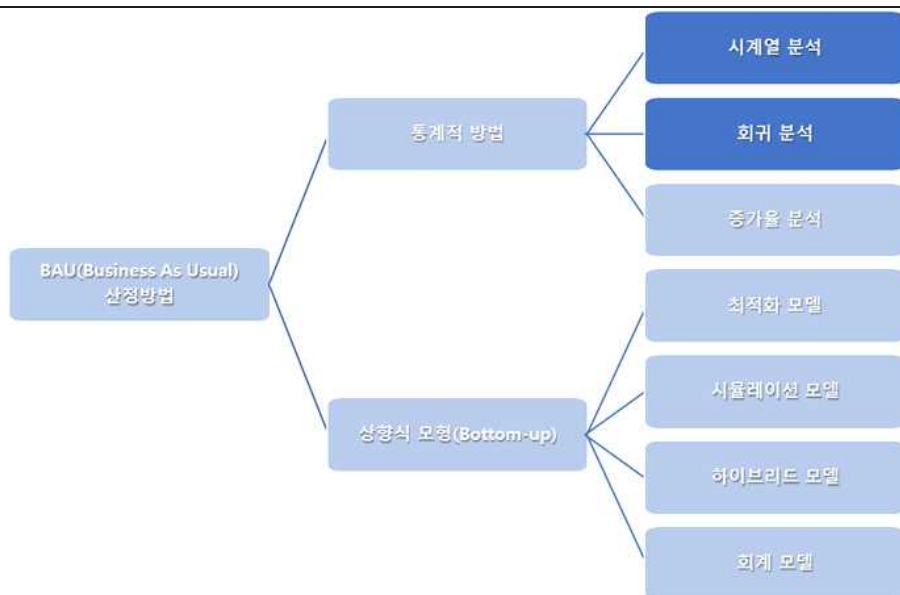 BAU(Business As Usual)
산정방법
통계적 방법
시계열 분석
회귀 분석
증가율 분석
상향식 모형(Bottom-up)
최적화 모델
시뮬레이션 모델
하이브리드 모델
회계 모델